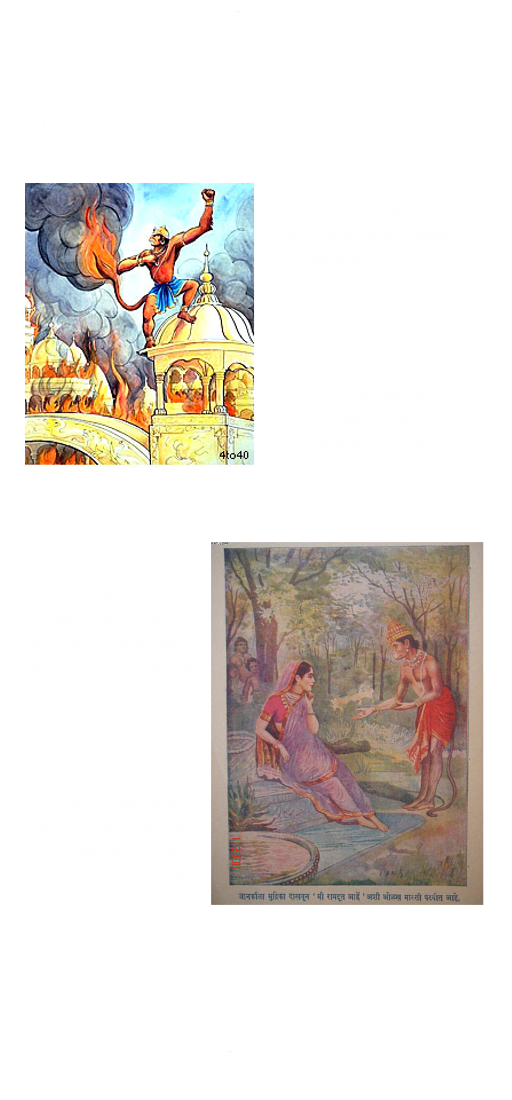 4to40
जानकीला मुद्रिका दाखवून ' मी रामदूत आहें ' अशी ओळख मारुती पटवीत आहे.